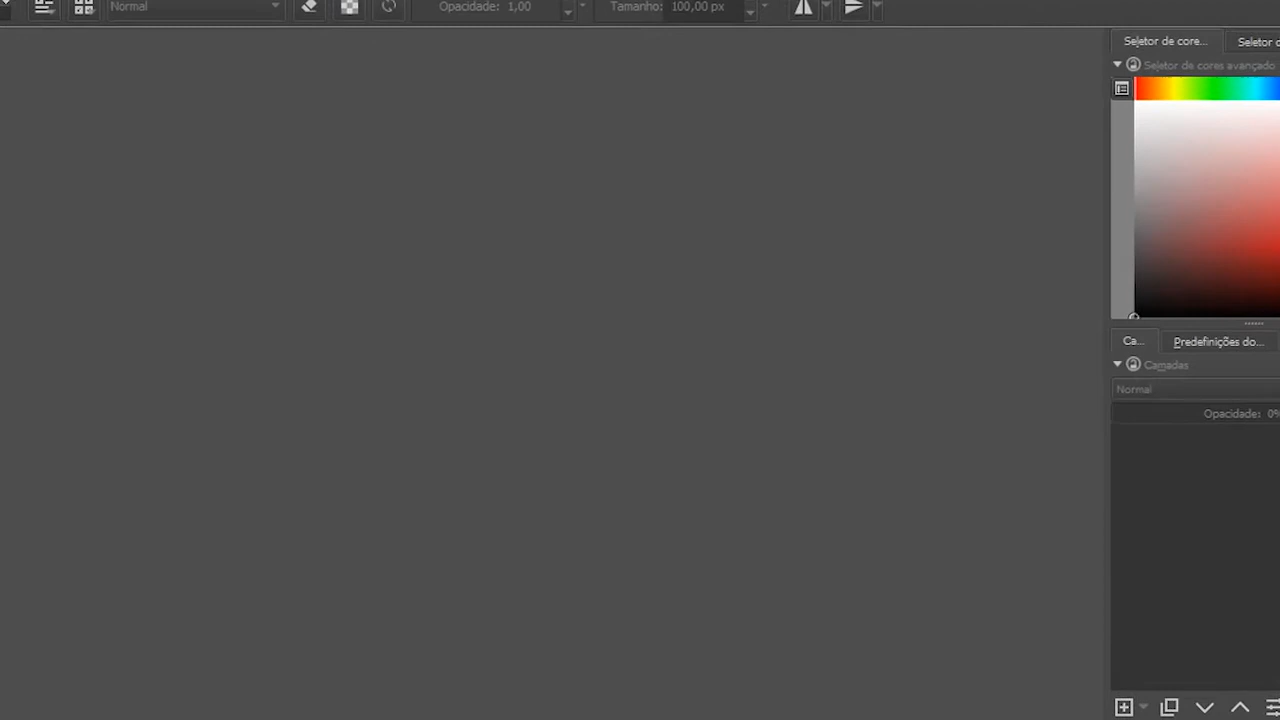 Normal
Opacidade: 1,00
Tamanho: 100,00 px
Seletor de core...
Seletor
Seletor de cores avançado
Ca...
Predefinições do...
Camadas
Normal
Opacidade: 0%